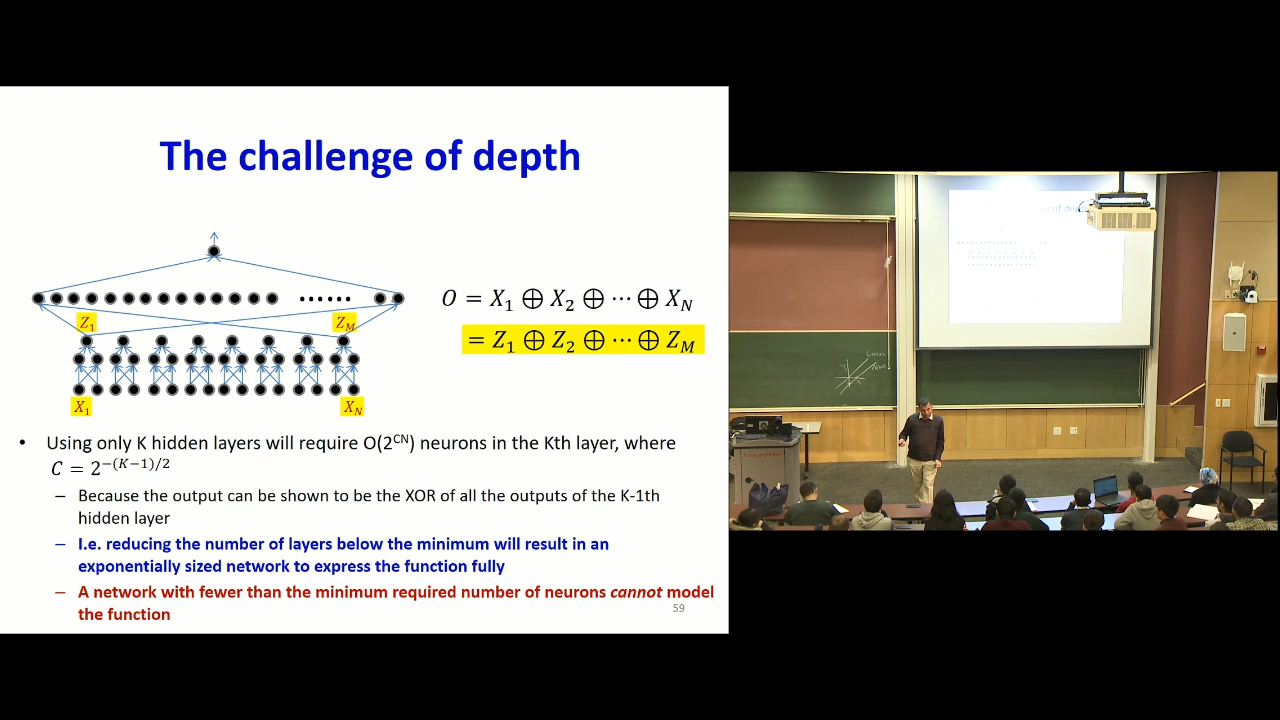 The challenge of depth
Z₁ Z_M
X₁ X_N
O = X₁ ⊕ X₂ ⊕ ⋯ ⊕ X_N
= Z₁ ⊕ Z₂ ⊕ ⋯ ⊕ Z_M
• Using only K hidden layers will require O(2^CN) neurons in the Kth layer, where
C = 2^−(K−1)/2
– Because the output can be shown to be the XOR of all the outputs of the K-1th
hidden layer
– I.e. reducing the number of layers below the minimum will result in an
exponentially sized network to express the function fully
– A network with fewer than the minimum required number of neurons cannot model
the function
59